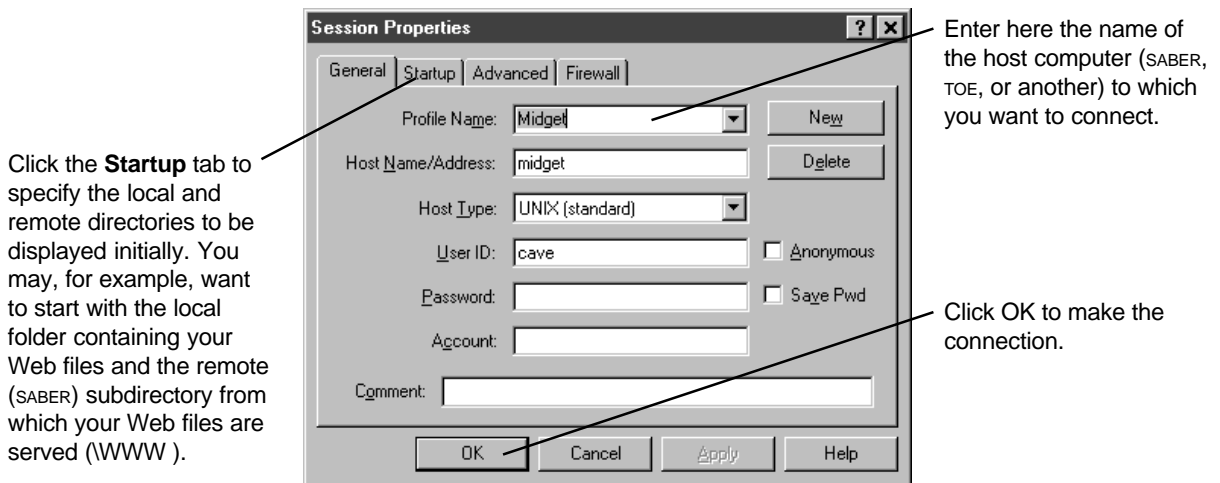 Session Properties
? X
General Startup Advanced Firewall
Profile Name: Midget New
Host Name/Address: midget Delete
Host Type: UNIX (standard)
User ID: cave Anonymous
Password: Save Pwd
Account:
Comment:
OK Cancel Apply Help
Click the Startup tab to
specify the local and
remote directories to be
displayed initially. You
may, for example, want
to start with the local
folder containing your
Web files and the remote
(SABER) subdirectory from
which your Web files are
served (\WWW ).
Enter here the name of
the host computer (SABER,
TOE, or another) to which
you want to connect.
Click OK to make the
connection.